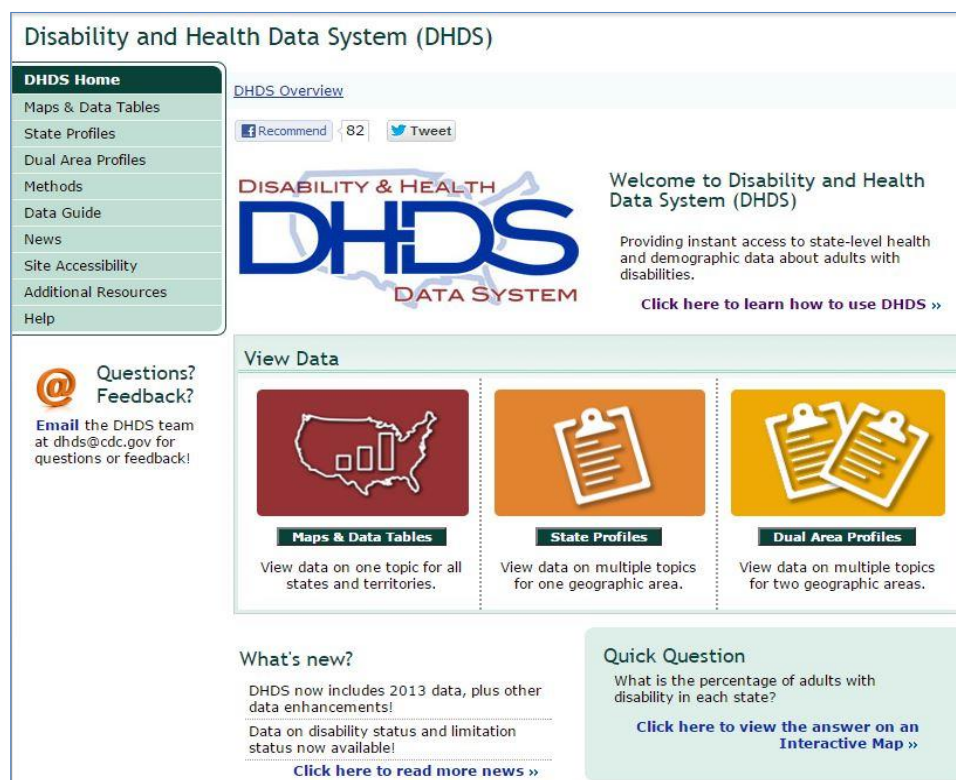 Disability and Health Data System (DHDS)
DHDS Home
Maps & Data Tables
State Profiles
Dual Area Profiles
Methods
Data Guide
News
Site Accessibility
Additional Resources
Help
@
Questions?
Feedback?
Email the DHDS team
at dhds@cdc.gov for
questions or feedback!
DHDS Overview
Recommend 82 Tweet
DISABILITY & HEALTH
DHDS
DATA SYSTEM
Welcome to Disability and Health
Data System (DHDS)
Providing instant access to state-level health
and demographic data about adults with
disabilities.
Click here to learn how to use DHDS »
View Data
Maps & Data Tables
View data on one topic for all
states and territories.
State Profiles
View data on multiple topics
for one geographic area.
Dual Area Profiles
View data on multiple topics
for two geographic areas.
What's new?
DHDS now includes 2013 data, plus other
data enhancements!
Data on disability status and limitation
status now available!
Click here to read more news »
Quick Question
What is the percentage of adults with
disability in each state?
Click here to view the answer on an
Interactive Map »